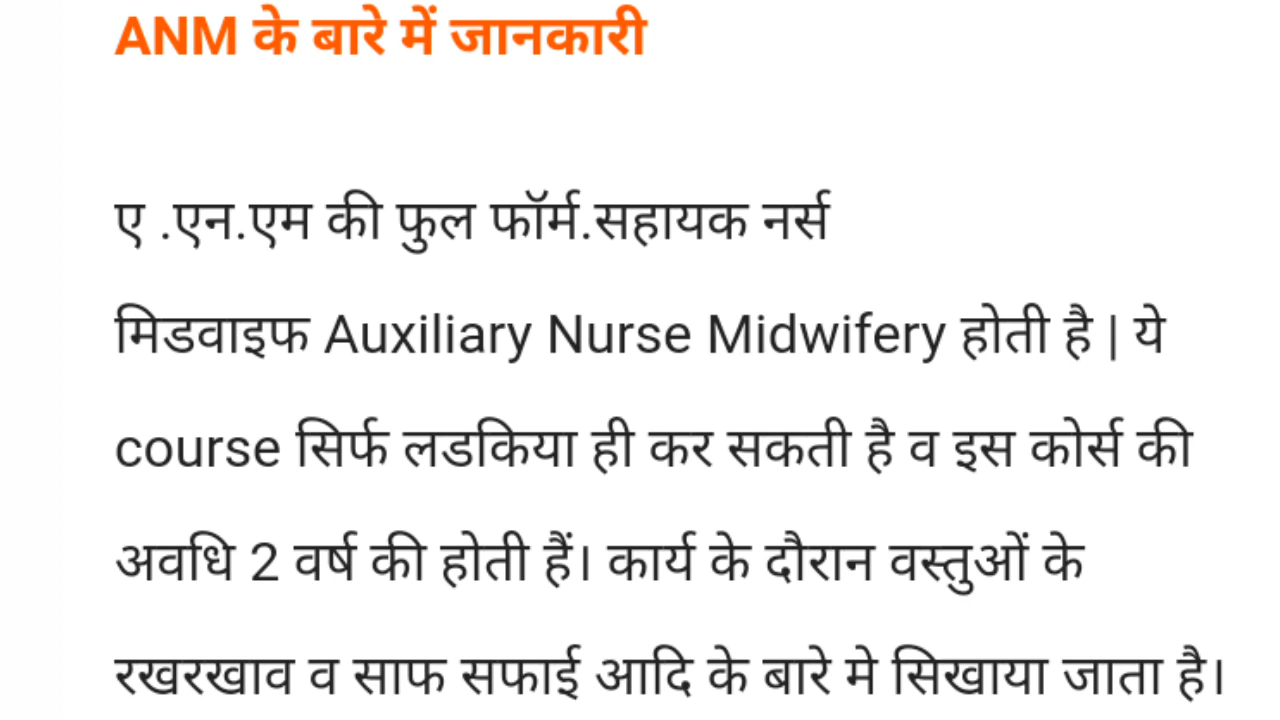 ANM के बारे में जानकारी
ए .एन.एम की फुल फॉर्म.सहायक नर्स
मिडवाइफ Auxiliary Nurse Midwifery होती है | ये
course सिर्फ लडकिया ही कर सकती है व इस कोर्स की
अवधि 2 वर्ष की होती हैं। कार्य के दौरान वस्तुओं के
रखरखाव व साफ सफाई आदि के बारे मे सिखाया जाता है।